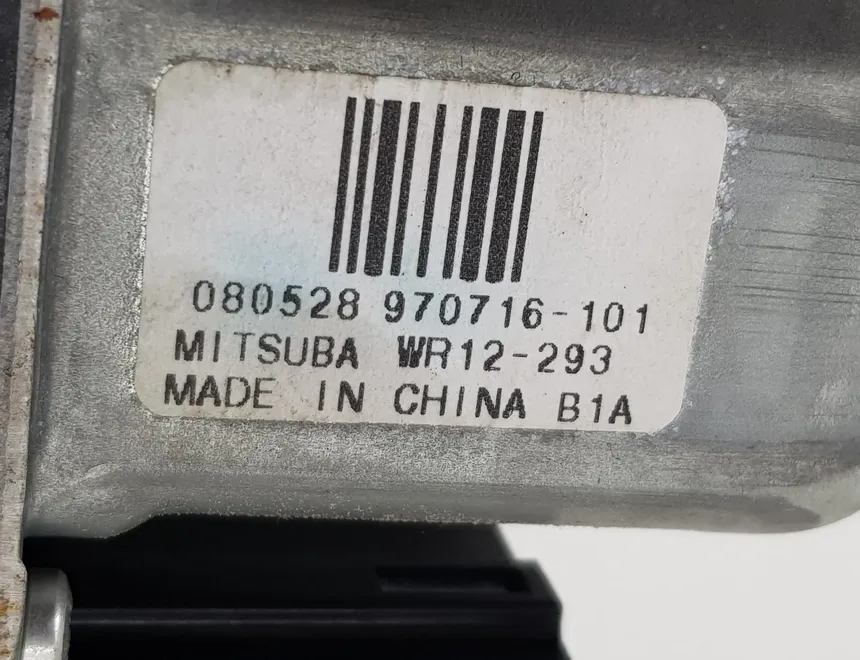 080528 970716-101
MITSUBA WR12-293
MADE IN CHINA B1A